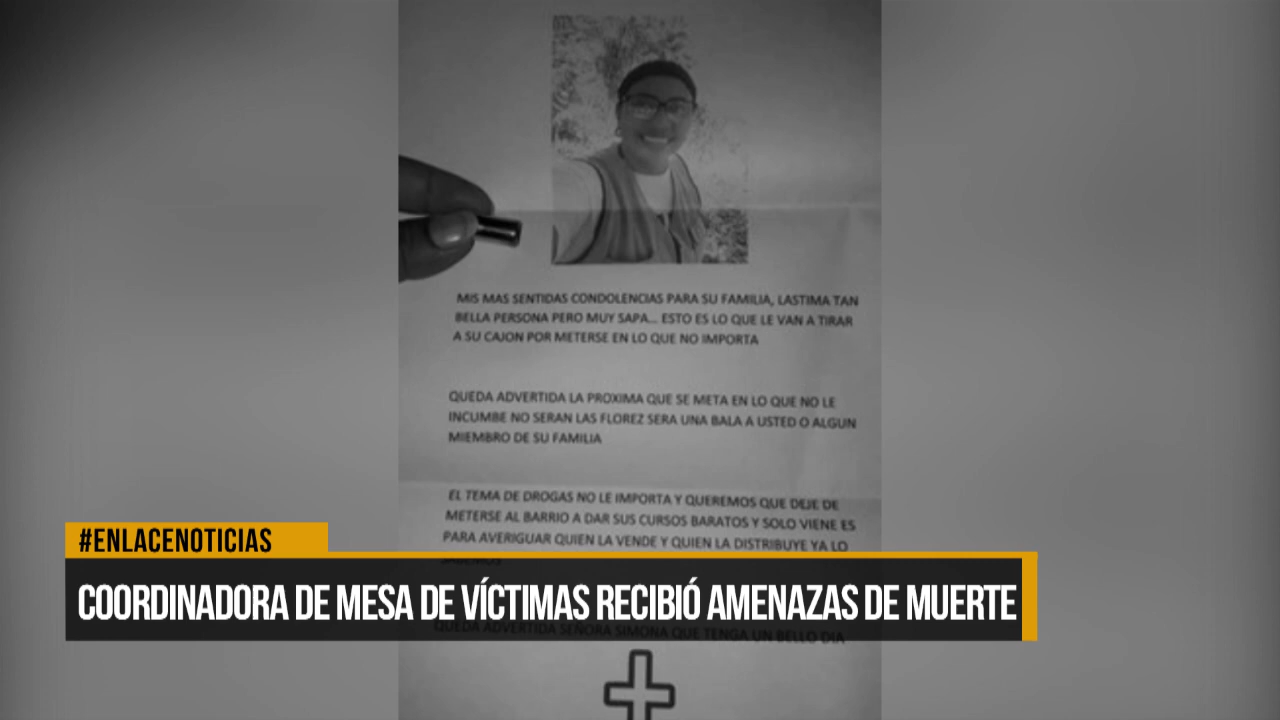 MIS MAS SENTIDAS CONDOLENCIAS PARA SU FAMILIA, LASTIMA TAN
BELLA PERSONA PERO MUY SAPA... ESTO ES LO QUE LE VAN A TIRAR
A SU CAJON POR METERSE EN LO QUE NO IMPORTA
QUEDA ADVERTIDA LA PROXIMA QUE SE META EN LO QUE NO LE
INCUMBE NO SERAN LAS FLOREZ SERA UNA BALA A USTED O ALGUN
MIEMBRO DE SU FAMILIA
EL TEMA DE DROGAS NO LE IMPORTA Y QUEREMOS QUE DEJE DE
METERSE AL BARRIO A DAR SUS CURSOS BARATOS Y SOLO VIENE ES
PARA AVERIGUAR QUIEN LA VENDE Y QUIEN LA DISTRIBUYE YA LO
SABEMOS
#ENLACENOTICIAS
COORDINADORA DE MESA DE VÍCTIMAS RECIBIÓ AMENAZAS DE MUERTE
QUEDA ADVERTIDA SEÑORA SIMONA QUE TENGA UN BELLO DIA